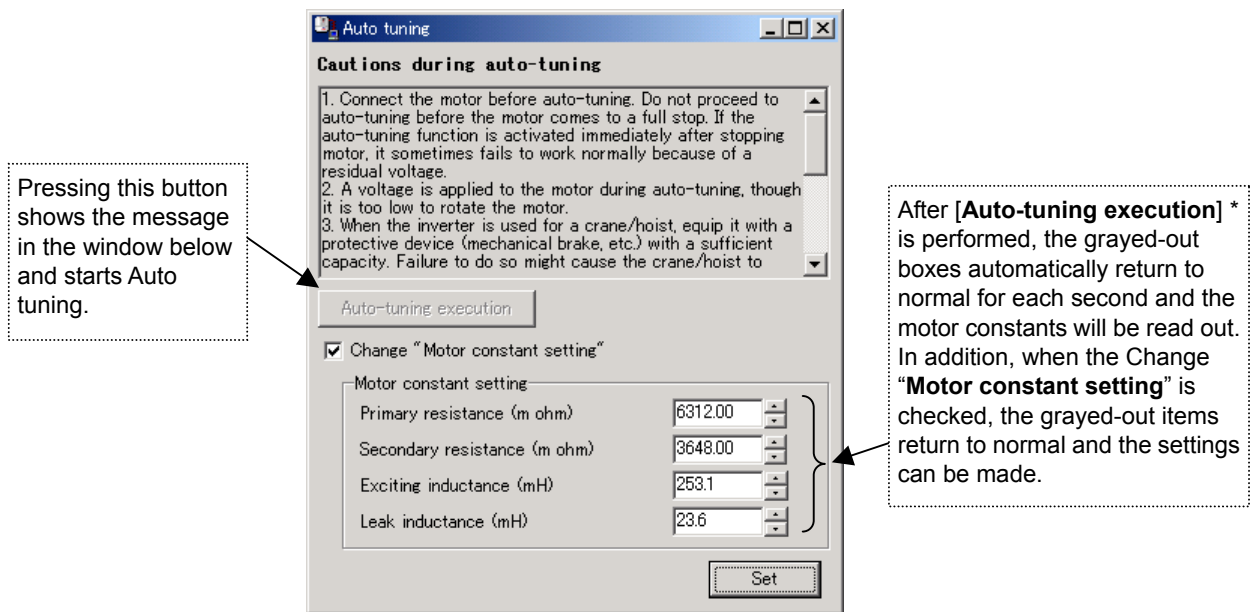 Auto tuning
Cautions during auto-tuning
1. Connect the motor before auto-tuning. Do not proceed to
auto-tuning before the motor comes to a full stop. If the
auto-tuning function is activated immediately after stopping
motor, it sometimes fails to work normally because of a
residual voltage.
2. A voltage is applied to the motor during auto-tuning, though
it is too low to rotate the motor.
3. When the inverter is used for a crane/hoist, equip it with a
protective device (mechanical brake, etc.) with a sufficient
capacity. Failure to do so might cause the crane/hoist to
Pressing this button
shows the message
in the window below
and starts Auto
tuning.
Auto-tuning execution
Change "Motor constant setting"
Motor constant setting
Primary resistance (m ohm) 6312.00
Secondary resistance (m ohm) 3648.00
Exciting inductance (mH) 253.1
Leak inductance (mH) 23.6
Set
After [Auto-tuning execution] *
is performed, the grayed-out
boxes automatically return to
normal for each second and the
motor constants will be read out.
In addition, when the Change
“Motor constant setting” is
checked, the grayed-out items
return to normal and the settings
can be made.